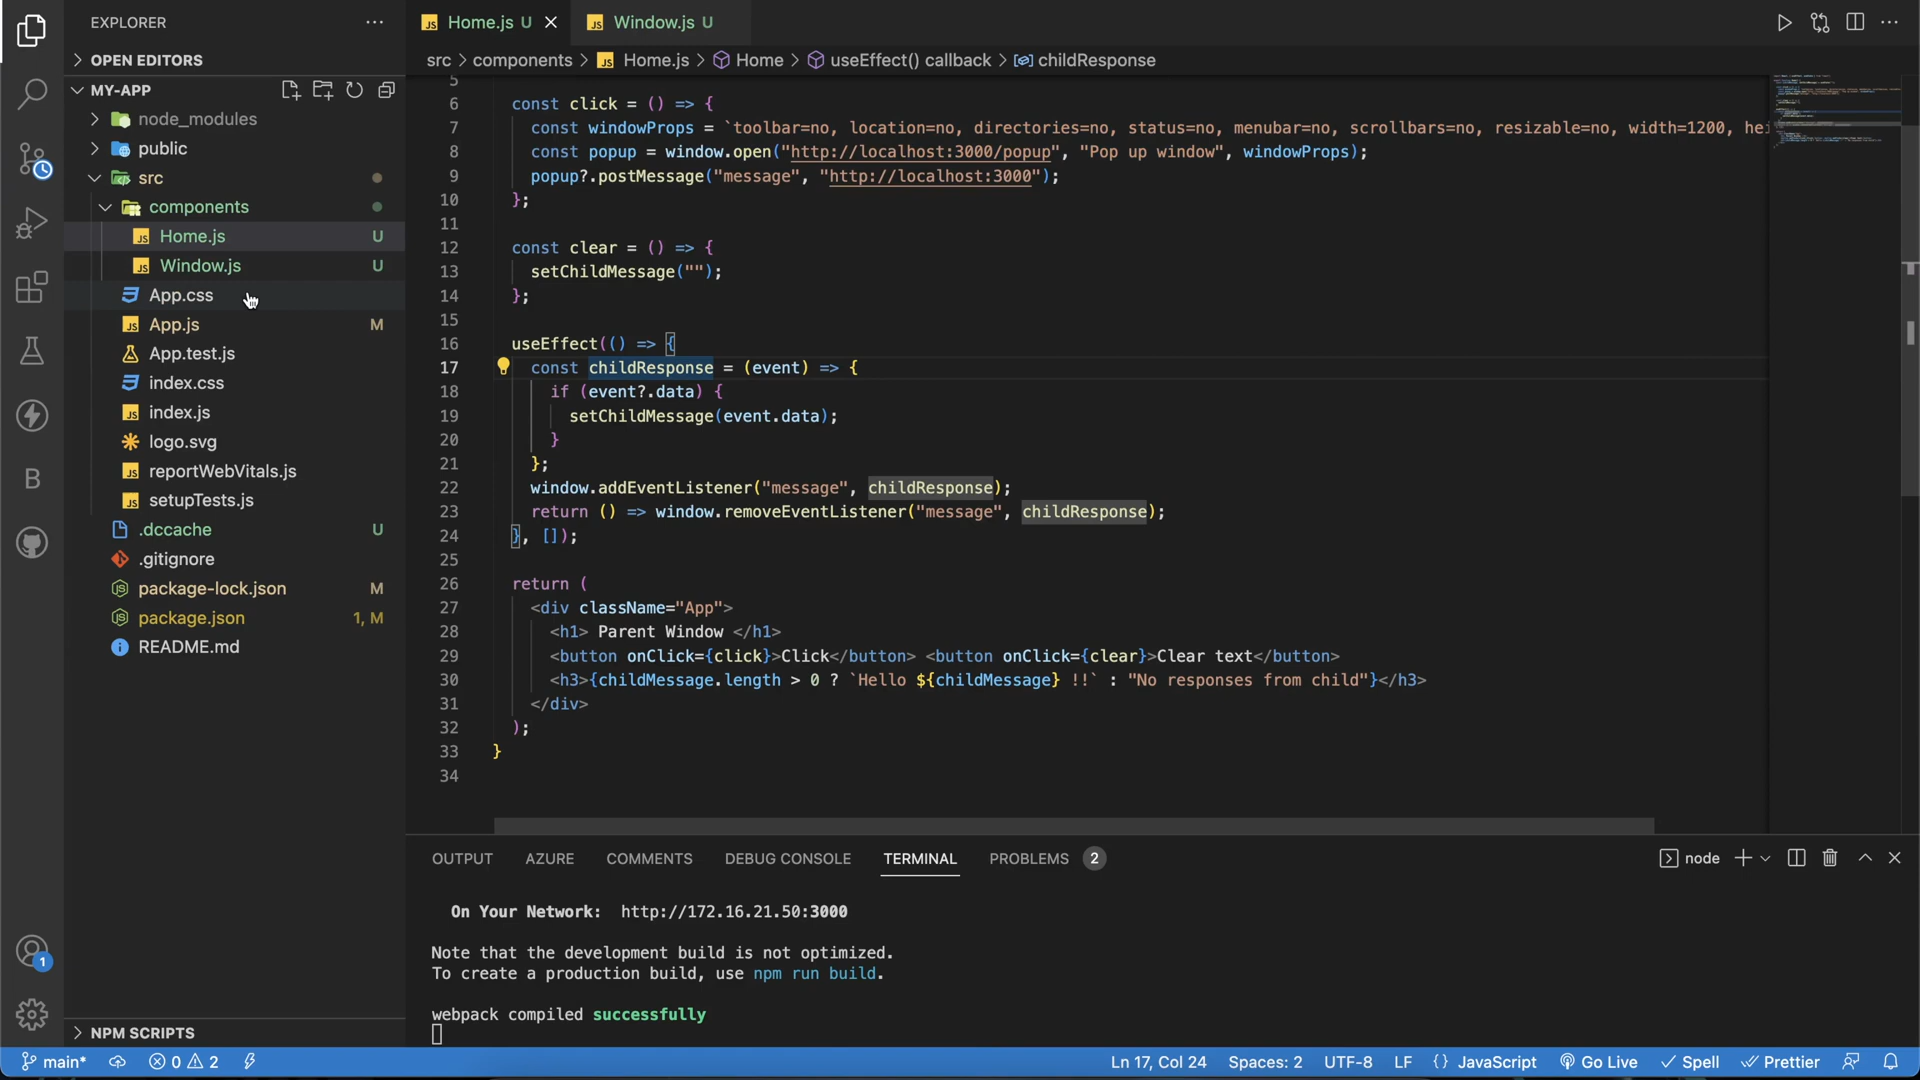 EXPLORER
OPEN EDITORS
MY-APP
node_modules
public
src
components
Home.js U
Window.js U
App.css
App.js M
App.test.js
index.css
index.js
logo.svg
reportWebVitals.js
setupTests.js
.dccache U
.gitignore
package-lock.json M
package.json 1, M
README.md
NPM SCRIPTS
JS Home.js U
JS Window.js U
src > components > JS Home.js > Home > useEffect() callback > childResponse
5
6 const click = () => {
7 const windowProps = `toolbar=no, location=no, directories=no, status=no, menubar=no, scrollbars=no, resizable=no, width=1200, hei
8 const popup = window.open("http://localhost:3000/popup", "Pop up window", windowProps);
9 popup?.postMessage("message", "http://localhost:3000");
10 };
11
12 const clear = () => {
13 setChildMessage("");
14 };
15
16 useEffect(() => {
17 const childResponse = (event) => {
18 if (event?.data) {
19 setChildMessage(event.data);
20 }
21 };
22 window.addEventListener("message", childResponse);
23 return () => window.removeEventListener("message", childResponse);
24 }, []);
25
26 return (
27 <div className="App">
28 <h1> Parent Window </h1>
29 <button onClick={click}>Click</button> <button onClick={clear}>Clear text</button>
30 <h3>{childMessage.length > 0 ? `Hello ${childMessage} !!` : "No responses from child"}</h3>
31 </div>
32 );
33 }
34
OUTPUT AZURE COMMENTS DEBUG CONSOLE TERMINAL PROBLEMS 2
node
On Your Network: http://172.16.21.50:3000
Note that the development build is not optimized.
To create a production build, use npm run build.
webpack compiled successfully
main* 0 2 Ln 17, Col 24 Spaces: 2 UTF-8 LF {} JavaScript Go Live Spell Prettier